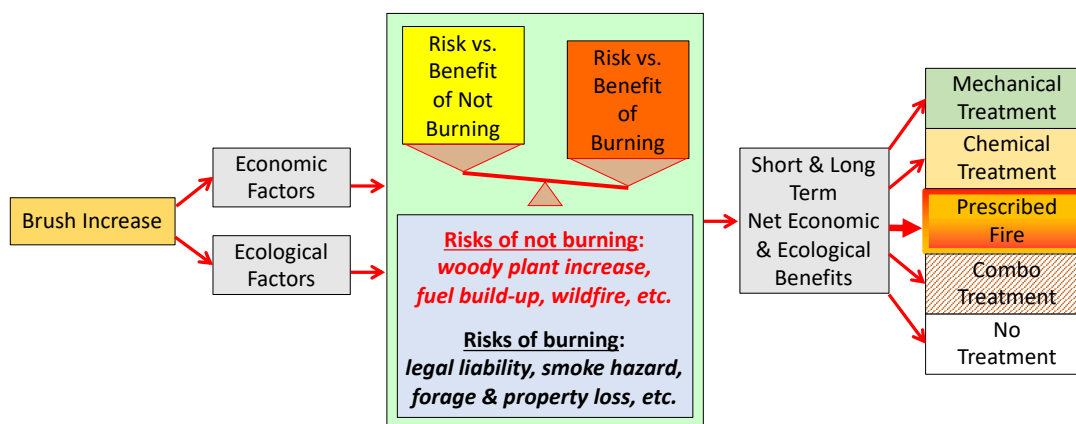 Brush Increase
Economic
Factors
Ecological
Factors
Risk vs.
Benefit
of Not
Burning
Risk vs.
Benefit
of
Burning
Risks of not burning:
woody plant increase,
fuel build-up, wildfire, etc.
Risks of burning:
legal liability, smoke hazard,
forage & property loss, etc.
Short & Long
Term
Net Economic
& Ecological
Benefits
Mechanical
Treatment
Chemical
Treatment
Prescribed
Fire
Combo
Treatment
No
Treatment